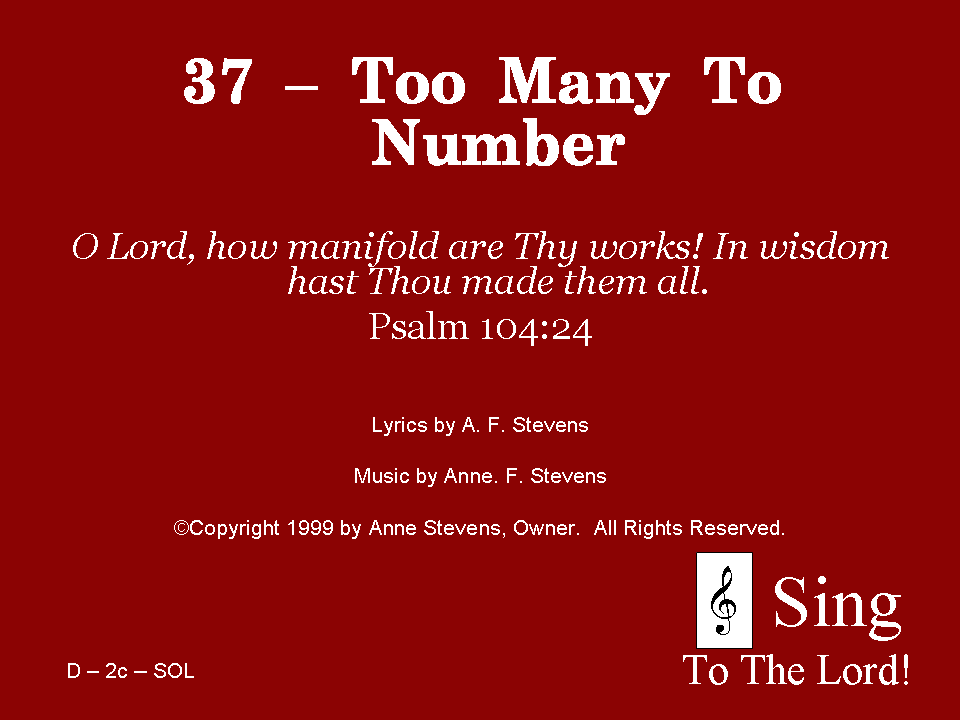 37 – Too Many To
Number
O Lord, how manifold are Thy works! In wisdom
hast Thou made them all.
Psalm 104:24
Lyrics by A. F. Stevens
Music by Anne. F. Stevens
©Copyright 1999 by Anne Stevens, Owner.  All Rights Reserved.
Sing
To The Lord!
D – 2c – SOL